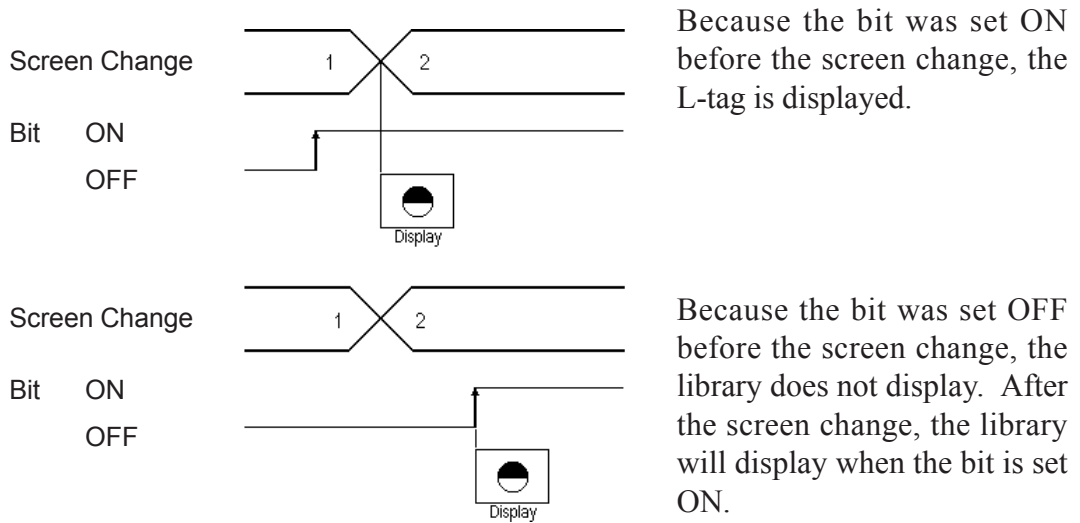 Screen Change
1
2
Bit ON
OFF
Display
Because the bit was set ON
before the screen change, the
L-tag is displayed.
Screen Change
1
2
Bit ON
OFF
Display
Because the bit was set OFF
before the screen change, the
library does not display. After
the screen change, the library
will display when the bit is set
ON.